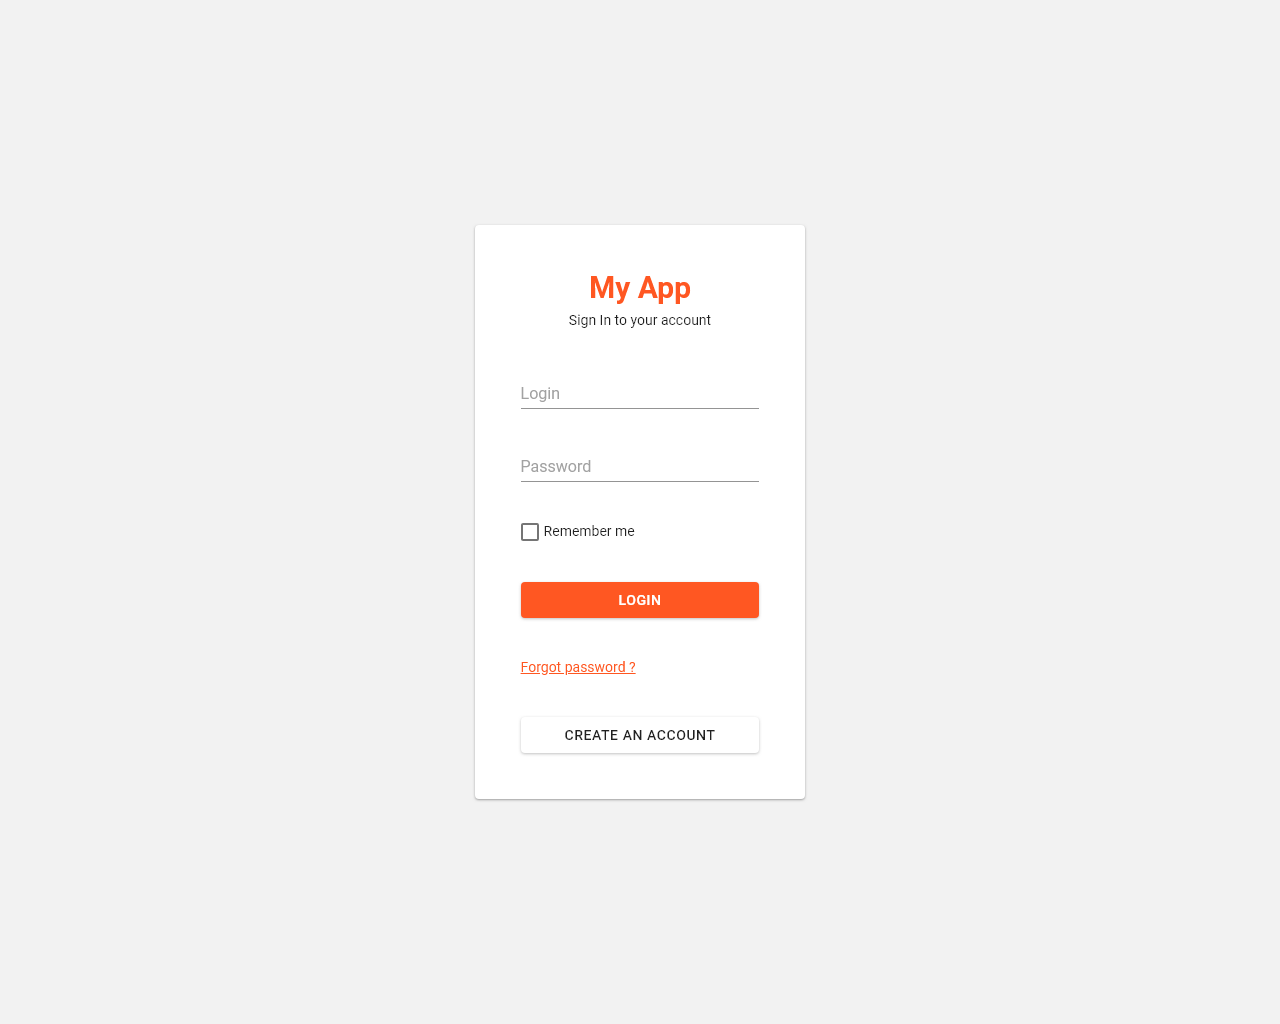 My App
Sign In to your account
Login
Password
Remember me
LOGIN
Forgot password ?
CREATE AN ACCOUNT